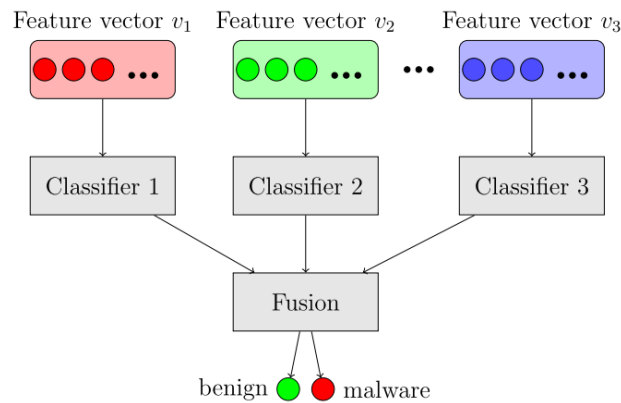 Feature vector v₁
Feature vector v₂
Feature vector v₃
Classifier 1
Classifier 2
Classifier 3
Fusion
benign
malware